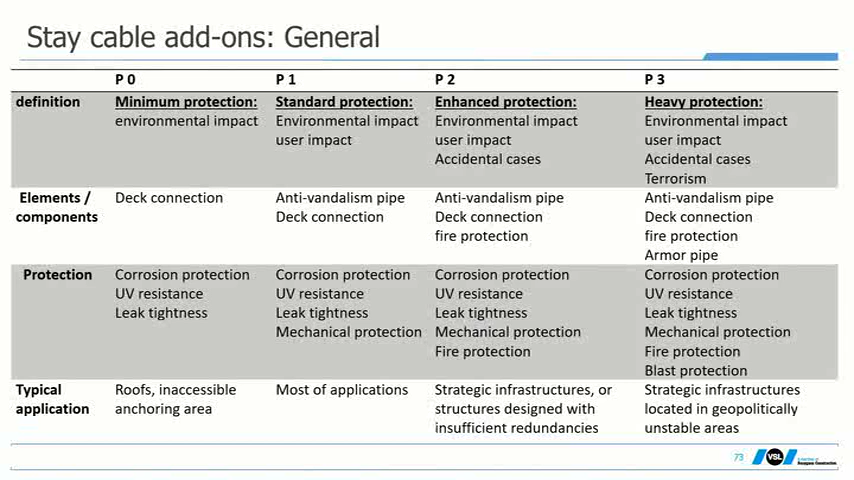 Stay cable add-ons: General
P 0 P 1 P 2 P 3
definition Minimum protection: Standard protection: Enhanced protection: Heavy protection:
environmental impact Environmental impact Environmental impact Environmental impact
user impact user impact user impact
Accidental cases Accidental cases
Terrorism
Elements / Deck connection Anti-vandalism pipe Anti-vandalism pipe Anti-vandalism pipe
components Deck connection Deck connection Deck connection
fire protection fire protection
Armor pipe
Protection Corrosion protection Corrosion protection Corrosion protection Corrosion protection
UV resistance UV resistance UV resistance UV resistance
Leak tightness Leak tightness Leak tightness Leak tightness
Mechanical protection Mechanical protection Mechanical protection
Fire protection Fire protection
Blast protection
Typical Roofs, inaccessible Most of applications Strategic infrastructures, or Strategic infrastructures
application anchoring area structures designed with located in geopolitically
insufficient redundancies unstable areas
73 VSL